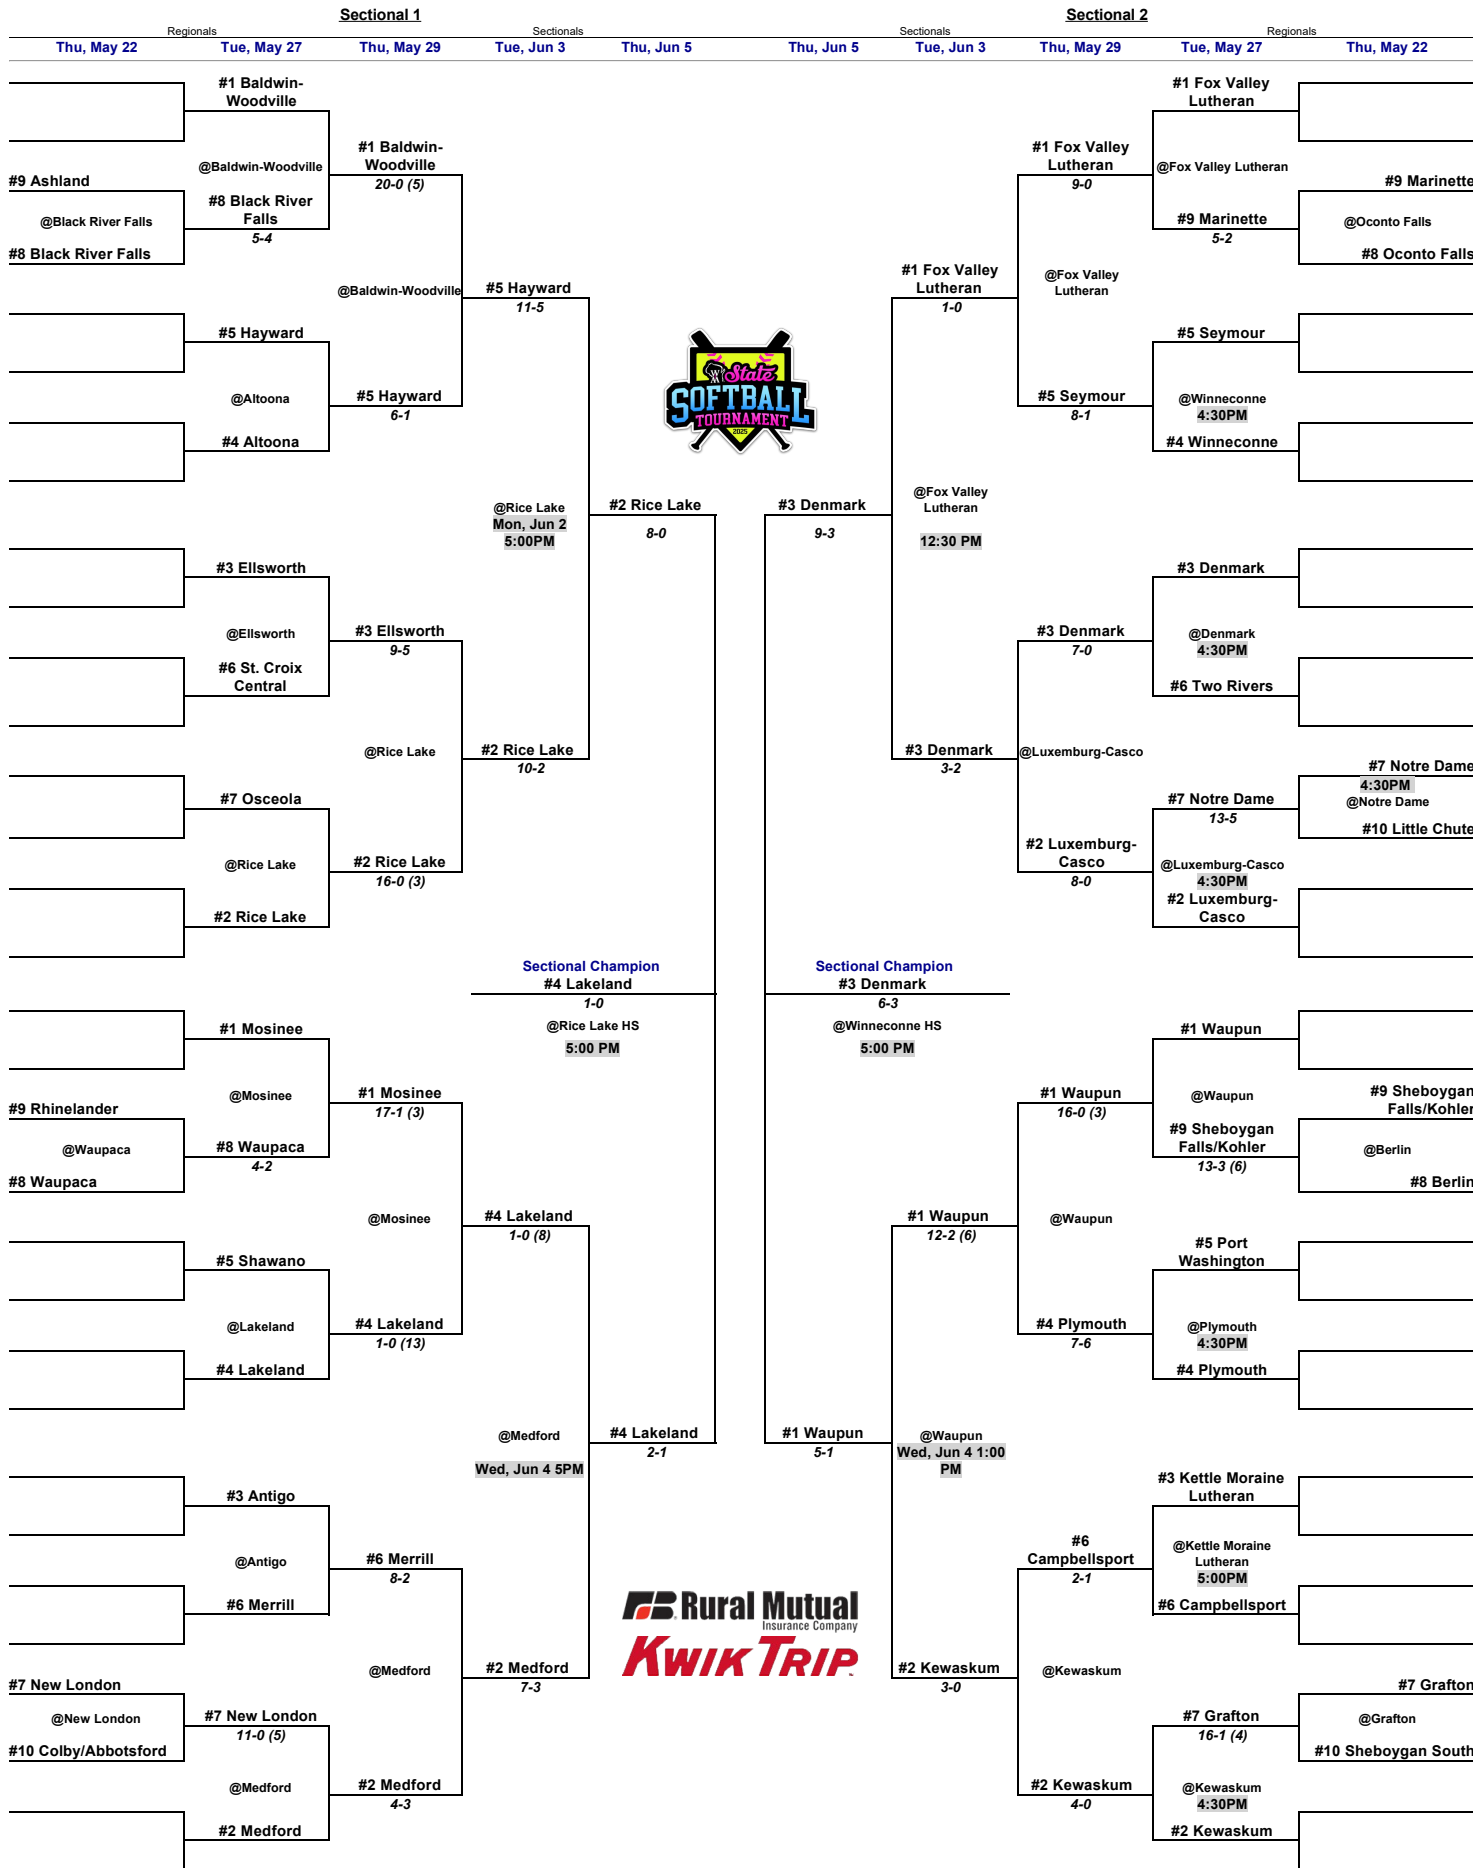 Sectional 1
Sectional 2
Regionals
Sectionals
Sectionals
Regionals
Thu, May 22
Tue, May 27
Thu, May 29
Tue, Jun 3
Thu, Jun 5
Thu, Jun 5
Tue, Jun 3
Thu, May 29
Tue, May 27
Thu, May 22
#9 Ashland
@Black River Falls
#8 Black River Falls
#9 Rhinelander
@Waupaca
#8 Waupaca
#7 New London
@New London
#10 Colby/Abbotsford
#1 Baldwin-
Woodville
@Baldwin-Woodville
#8 Black River
Falls
5-4
#5 Hayward
@Altoona
#4 Altoona
#3 Ellsworth
@Ellsworth
#6 St. Croix
Central
#7 Osceola
@Rice Lake
#2 Rice Lake
#1 Mosinee
@Mosinee
#8 Waupaca
4-2
#5 Shawano
@Lakeland
#4 Lakeland
#3 Antigo
@Antigo
#6 Merrill
#7 New London
11-0 (5)
@Medford
#2 Medford
#1 Baldwin-
Woodville
20-0 (5)
@Baldwin-Woodville
#5 Hayward
6-1
#3 Ellsworth
9-5
@Rice Lake
#2 Rice Lake
16-0 (3)
#1 Mosinee
17-1 (3)
@Mosinee
#4 Lakeland
1-0 (13)
#6 Merrill
8-2
@Medford
#2 Medford
4-3
#5 Hayward
11-5
@Rice Lake
Mon, Jun 2
5:00PM
#2 Rice Lake
10-2
#4 Lakeland
1-0 (8)
@Medford
Wed, Jun 4 5PM
#2 Medford
7-3
#2 Rice Lake
8-0
Sectional Champion
#4 Lakeland
1-0
@Rice Lake HS
5:00 PM
#4 Lakeland
2-1
State
SOFTBALL
TOURNAMENT
2025
Rural Mutual
Insurance Company
KWIK TRIP
#3 Denmark
9-3
Sectional Champion
#3 Denmark
6-3
@Winneconne HS
5:00 PM
#1 Waupun
5-1
#1 Fox Valley
Lutheran
1-0
@Fox Valley
Lutheran
12:30 PM
#3 Denmark
3-2
#1 Waupun
12-2 (6)
@Waupun
Wed, Jun 4 1:00
PM
#2 Kewaskum
3-0
#1 Fox Valley
Lutheran
9-0
@Fox Valley
Lutheran
#5 Seymour
8-1
#3 Denmark
7-0
@Luxemburg-Casco
#2 Luxemburg-
Casco
8-0
#1 Waupun
16-0 (3)
@Waupun
#4 Plymouth
7-6
#6
Campbellsport
2-1
@Kewaskum
#2 Kewaskum
4-0
#1 Fox Valley
Lutheran
@Fox Valley Lutheran
#9 Marinette
5-2
#5 Seymour
@Winneconne
4:30PM
#4 Winneconne
#3 Denmark
@Denmark
4:30PM
#6 Two Rivers
#7 Notre Dame
13-5
@Luxemburg-Casco
4:30PM
#2 Luxemburg-
Casco
#1 Waupun
@Waupun
#9 Sheboygan
Falls/Kohler
13-3 (6)
#5 Port
Washington
@Plymouth
4:30PM
#4 Plymouth
#3 Kettle Moraine
Lutheran
@Kettle Moraine
Lutheran
5:00PM
#6 Campbellsport
#7 Grafton
16-1 (4)
@Kewaskum
4:30PM
#2 Kewaskum
#9 Marinette
@Oconto Falls
#8 Oconto Falls
#7 Notre Dame
4:30PM
@Notre Dame
#10 Little Chute
#9 Sheboygan
Falls/Kohler
@Berlin
#8 Berlin
#7 Grafton
@Grafton
#10 Sheboygan South